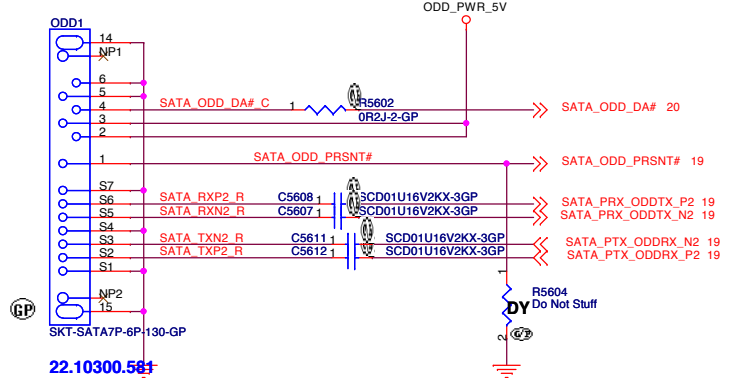 ODD_PWR_5V
ODD1
14
NP1
6
5
4 SATA_ODD_DA#_C 1 R5602 SATA_ODD_DA# 20
0R2J-2-GP
3
2
1 SATA_ODD_PRSNT# SATA_ODD_PRSNT# 19
S7
S6 SATA_RXP2_R C5608 1 SCD01U16V2KX-3GP SATA_PRX_ODDTX_P2 19
S5 SATA_RXN2_R C5607 1 SCD01U16V2KX-3GP SATA_PRX_ODDTX_N2 19
S4
S3 SATA_TXN2_R C5611 1 SCD01U16V2KX-3GP SATA_PTX_ODDRX_N2 19
S2 SATA_TXP2_R C5612 1 SCD01U16V2KX-3GP SATA_PTX_ODDRX_P2 19
S1
1
NP2
R5604
DY Do Not Stuff
GP 15
2 GP
SKT-SATA7P-6P-130-GP
22.10300.581